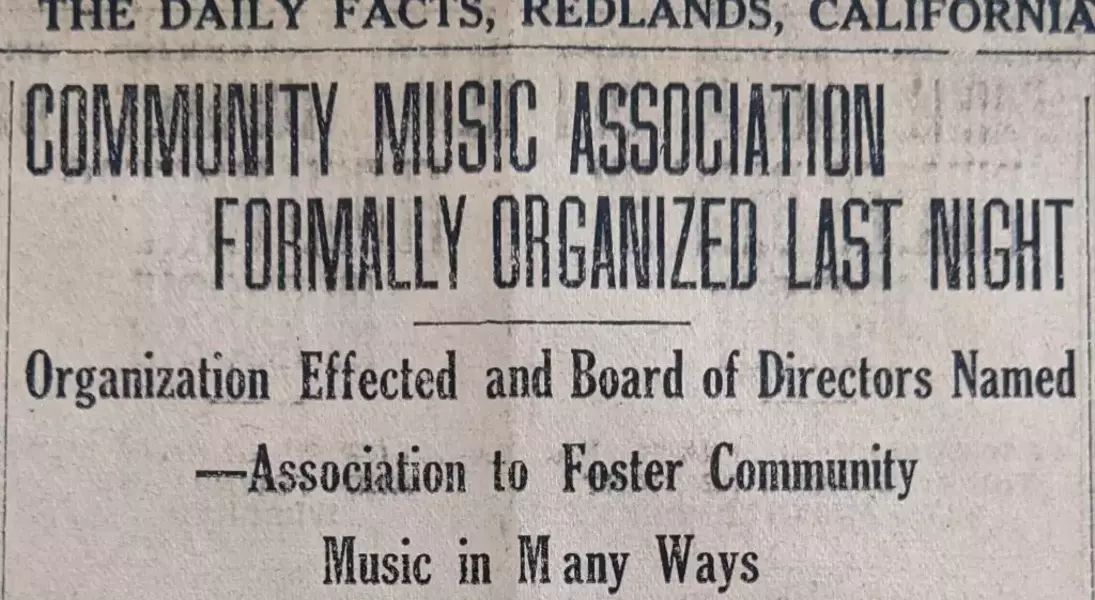 THE DAILY FACTS, REDLANDS, CALIFORNIA
COMMUNITY MUSIC ASSOCIATION
FORMALLY ORGANIZED LAST NIGHT
Organization Effected and Board of Directors Named
—Association to Foster Community
Music in Many Ways